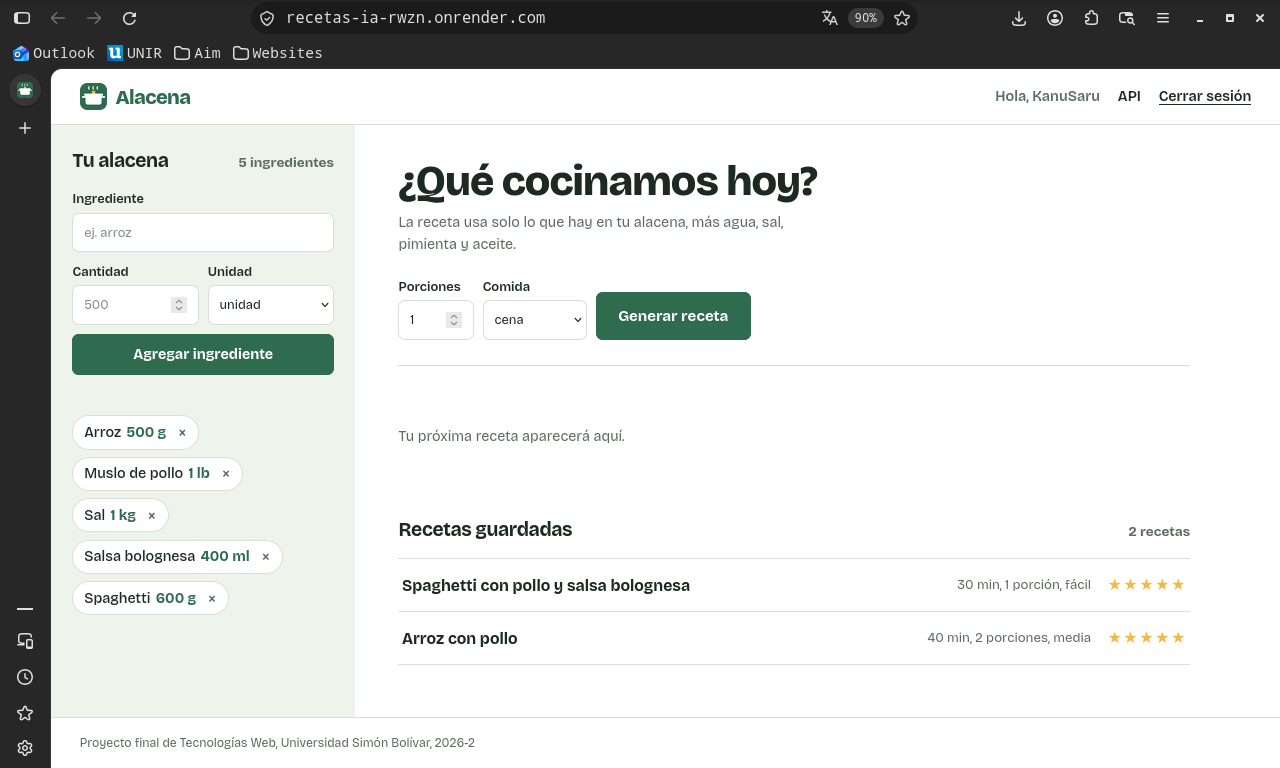 recetas-ia-rwzn.onrender.com
90%
Outlook
UNIR
Aim
Websites
Alacena
Hola, KanuSaru
API
Cerrar sesión
Tu alacena
5 ingredientes
Ingrediente
ej. arroz
Cantidad
Unidad
500
unidad
Agregar ingrediente
Arroz 500 g ×
Muslo de pollo 1 lb ×
Sal 1 kg ×
Salsa bolognesa 400 ml ×
Spaghetti 600 g ×
¿Qué cocinamos hoy?
La receta usa solo lo que hay en tu alacena, más agua, sal,
pimienta y aceite.
Porciones
Comida
1
cena
Generar receta
Tu próxima receta aparecerá aquí.
Recetas guardadas
2 recetas
Spaghetti con pollo y salsa bolognesa
30 min, 1 porción, fácil
★★★★★
Arroz con pollo
40 min, 2 porciones, media
★★★★★
Proyecto final de Tecnologías Web, Universidad Simón Bolívar, 2026-2